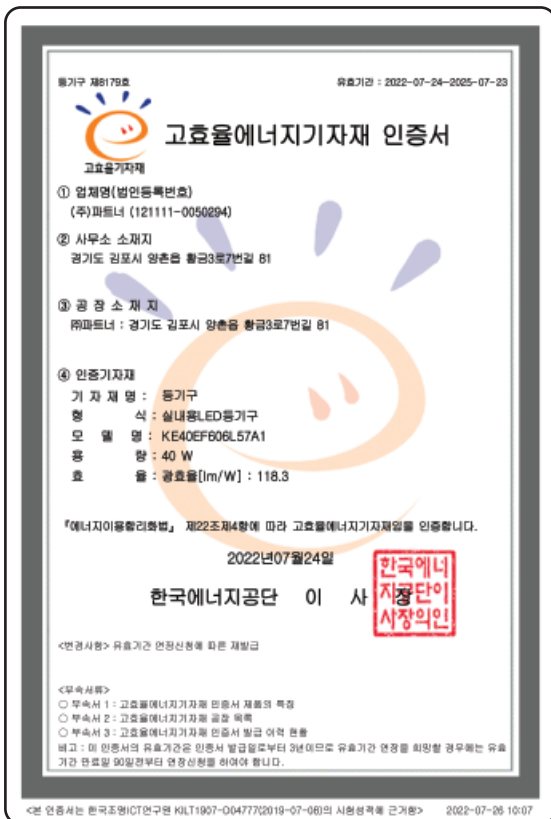 등기구 제8179호
유효기간 : 2022-07-24~2025-07-23
고효율기자재
고효율에너지기자재 인증서
① 업체명(법인등록번호)
(주)파트너 (121111-0050294)
② 사무소 소재지
경기도 김포시 양촌읍 황금3로7번길 81
③ 공 장 소 재 지
㈜파트너 : 경기도 김포시 양촌읍 황금3로7번길 81
④ 인증기자재
기 자 재 명 : 등기구
형 식 : 실내용LED등기구
모 델 명 : KE40EF606L57A1
용 량 : 40 W
효 율 : 광효율[lm/W] : 118.3
『에너지이용합리화법』 제22조제4항에 따라 고효율에너지기자재임을 인증합니다.
2022년07월24일
한국에너지공단 이 사 장
한국에너
지공단이
사장의인
<변경사항> 유효기간 연장신청에 따른 재발급
<부속서류>
○ 부속서 1 : 고효율에너지기자재 인증서 제품의 특징
○ 부속서 2 : 고효율에너지기자재 공장 목록
○ 부속서 3 : 고효율에너지기자재 인증서 발급 이력 현황
비고 : 이 인증서의 유효기간은 인증서 발급일로부터 3년이므로 유효기간 연장을 희망할 경우에는 유효
기간 만료일 90일전부터 연장신청을 하여야 합니다.
<본 인증서는 한국조명ICT연구원 KILT1907-O04777(2019-07-08)의 시험성적에 근거함>
2022-07-26 10:07